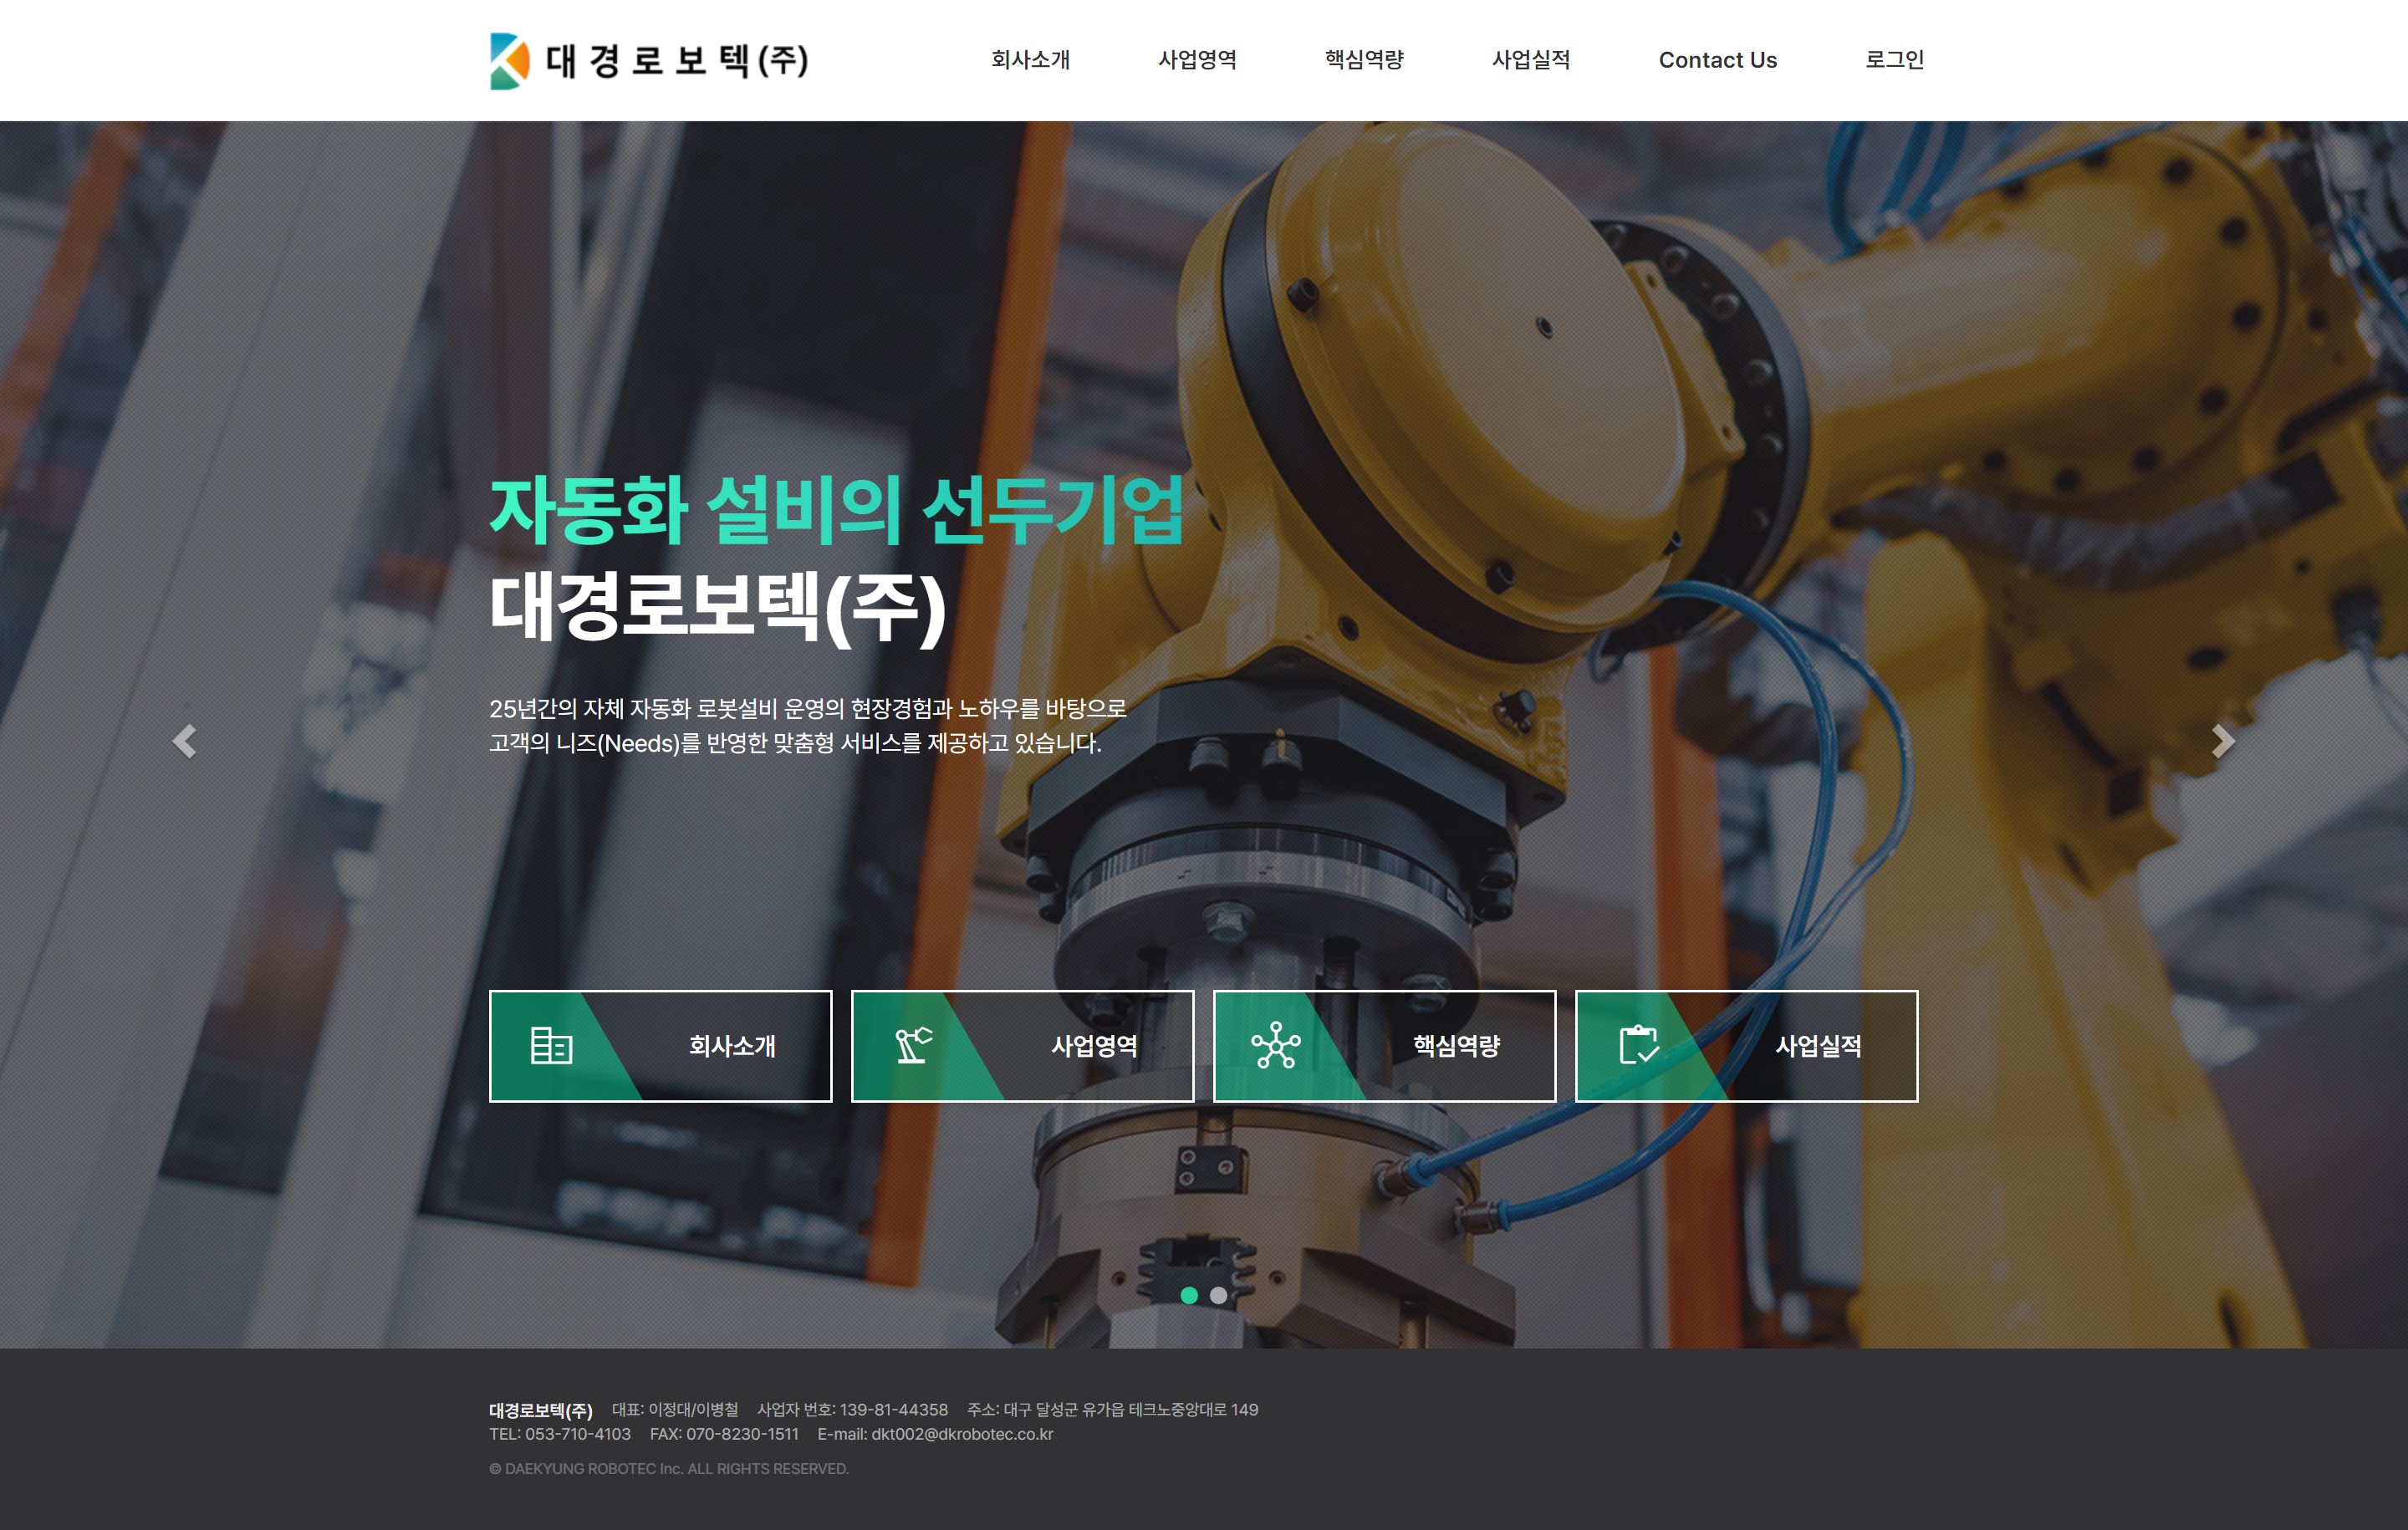 대경로보텍(주)
회사소개 사업영역 핵심역량 사업실적 Contact Us 로그인
자동화 설비의 선두기업
대경로보텍(주)
25년간의 자체 자동화 로봇설비 운영의 현장경험과 노하우를 바탕으로
고객의 니즈(Needs)를 반영한 맞춤형 서비스를 제공하고 있습니다.
회사소개 사업영역 핵심역량 사업실적
대경로보텍(주) 대표: 이정대/이병철 사업자 번호: 139-81-44358 주소: 대구 달성군 유가읍 테크노중앙대로 149
TEL: 053-710-4103 FAX: 070-8230-1511 E-mail: dkt002@dkrobotec.co.kr
© DAEKYUNG ROBOTEC Inc. ALL RIGHTS RESERVED.